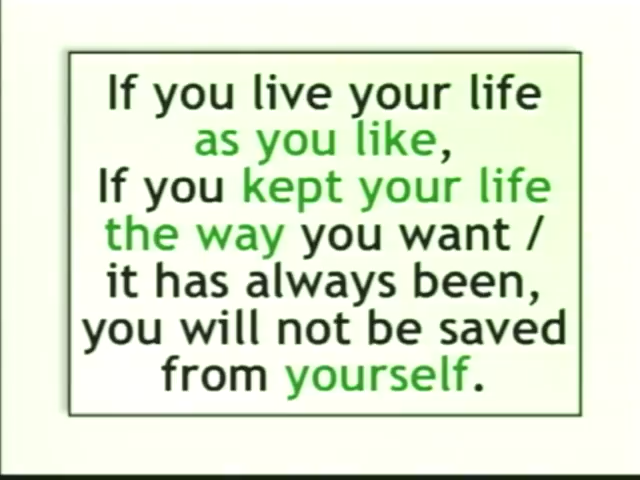 If you live your life
as you like,
If you kept your life
the way you want /
it has always been,
you will not be saved
from yourself.